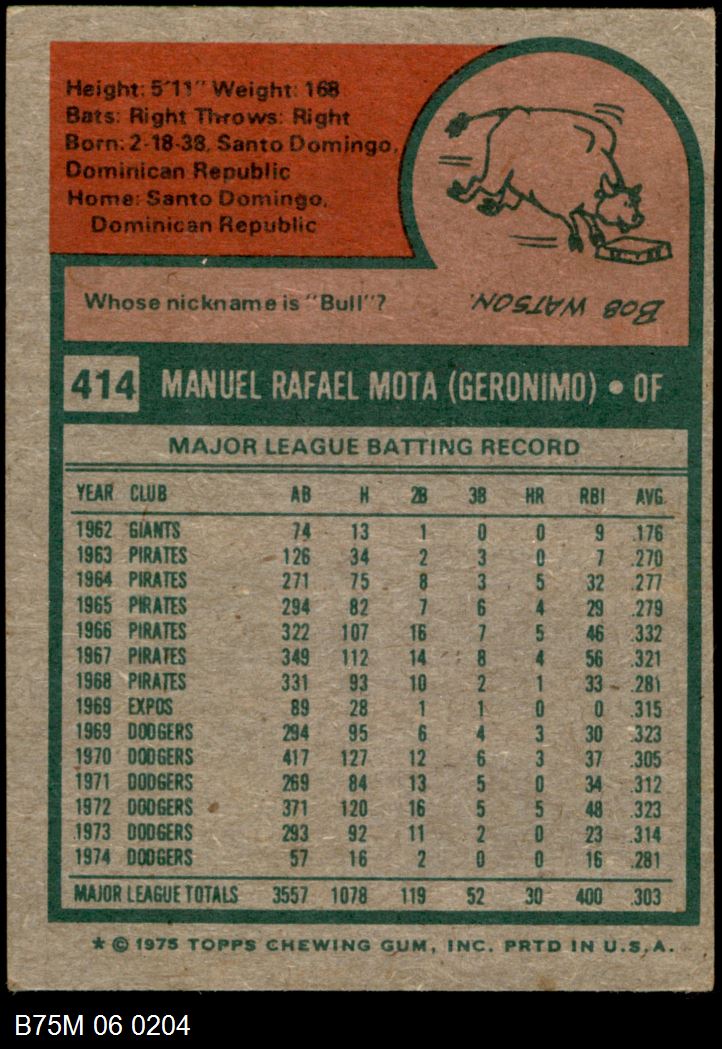 Height: 5'11" Weight: 168
Bats: Right Throws: Right
Born: 2-18-38, Santo Domingo,
Dominican Republic
Home: Santo Domingo,
Dominican Republic
Whose nickname is "Bull"?
BOB WATSON.
414 MANUEL RAFAEL MOTA (GERONIMO) • OF
MAJOR LEAGUE BATTING RECORD
YEAR CLUB AB H 2B 3B HR RBI AVG.
1962 GIANTS 74 13 1 0 0 9 .176
1963 PIRATES 126 34 2 3 0 7 .270
1964 PIRATES 271 75 8 3 5 32 .277
1965 PIRATES 294 82 7 6 4 29 .279
1966 PIRATES 322 107 16 7 5 46 .332
1967 PIRATES 349 112 14 8 4 56 .321
1968 PIRATES 331 93 10 2 1 33 .281
1969 EXPOS 89 28 1 1 0 0 .315
1969 DODGERS 294 95 6 4 3 30 .323
1970 DODGERS 417 127 12 6 3 37 .305
1971 DODGERS 269 84 13 5 0 34 .312
1972 DODGERS 371 120 16 5 5 48 .323
1973 DODGERS 293 92 11 2 0 23 .314
1974 DODGERS 57 16 2 0 0 16 .281
MAJOR LEAGUE TOTALS 3557 1078 119 52 30 400 .303
★ © 1975 TOPPS CHEWING GUM, INC. PRTD IN U.S.A.
B75M 06 0204